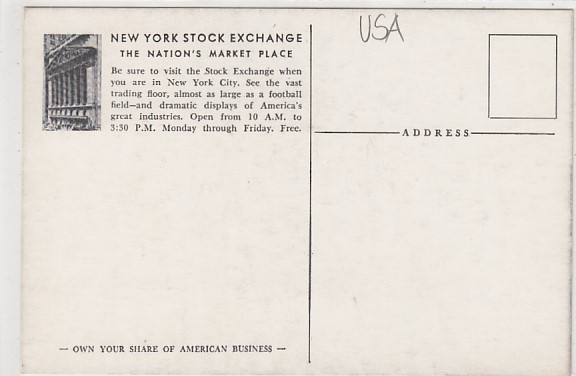 NEW YORK STOCK EXCHANGE
THE NATION'S MARKET PLACE
Be sure to visit the Stock Exchange when
you are in New York City. See the vast
trading floor, almost as large as a football
field—and dramatic displays of America's
great industries. Open from 10 A.M. to
3:30 P.M. Monday through Friday. Free.
— OWN YOUR SHARE OF AMERICAN BUSINESS —
USA
ADDRESS